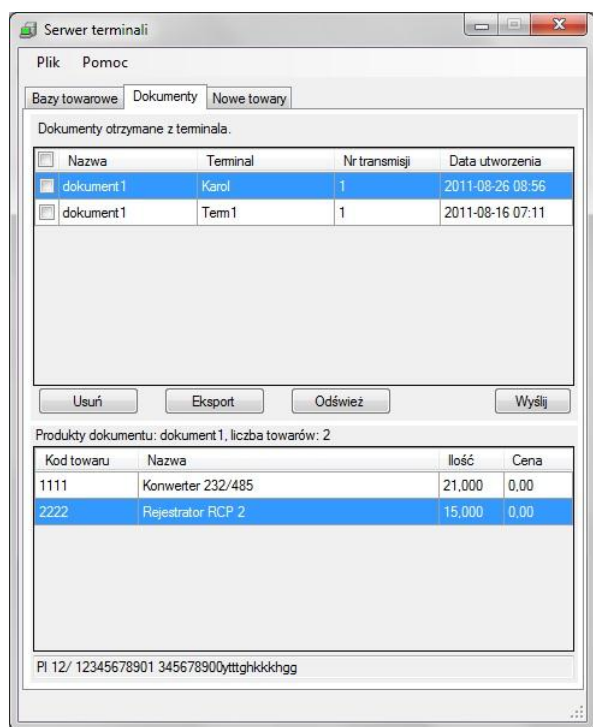 Serwer terminali
Plik Pomoc
Bazy towarowe Dokumenty Nowe towary
Dokumenty otrzymane z terminala.
Nazwa Terminal Nr transmisji Data utworzenia
dokument1 Karol 1 2011-08-26 08:56
dokument1 Term1 1 2011-08-16 07:11
Usuń Eksport Odśwież Wyślij
Produkty dokumentu: dokument1, liczba towarów: 2
Kod towaru Nazwa Ilość Cena
1111 Konwerter 232/485 21,000 0,00
2222 Rejestrator RCP 2 15,000 0,00
Pl 12/ 12345678901 345678900ytttghkkkhgg